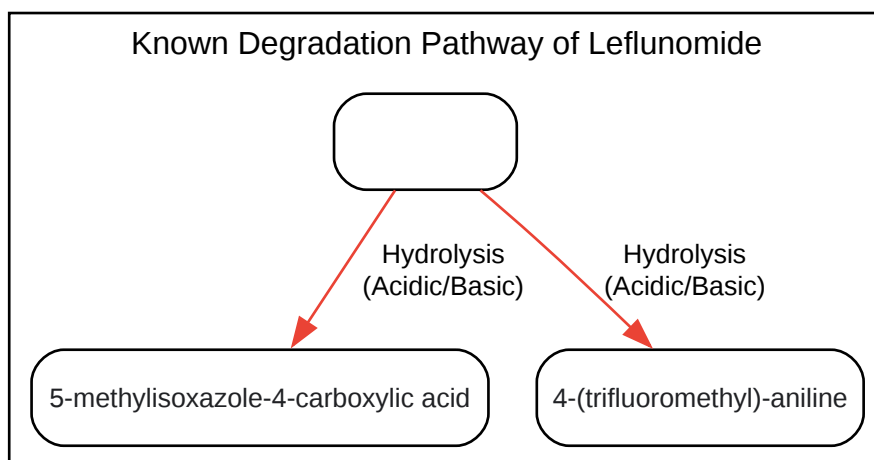 Known Degradation Pathway of Leflunomide
Hydrolysis
(Acidic/Basic)
Hydrolysis
(Acidic/Basic)
5-methylisoxazole-4-carboxylic acid
4-(trifluoromethyl)-aniline